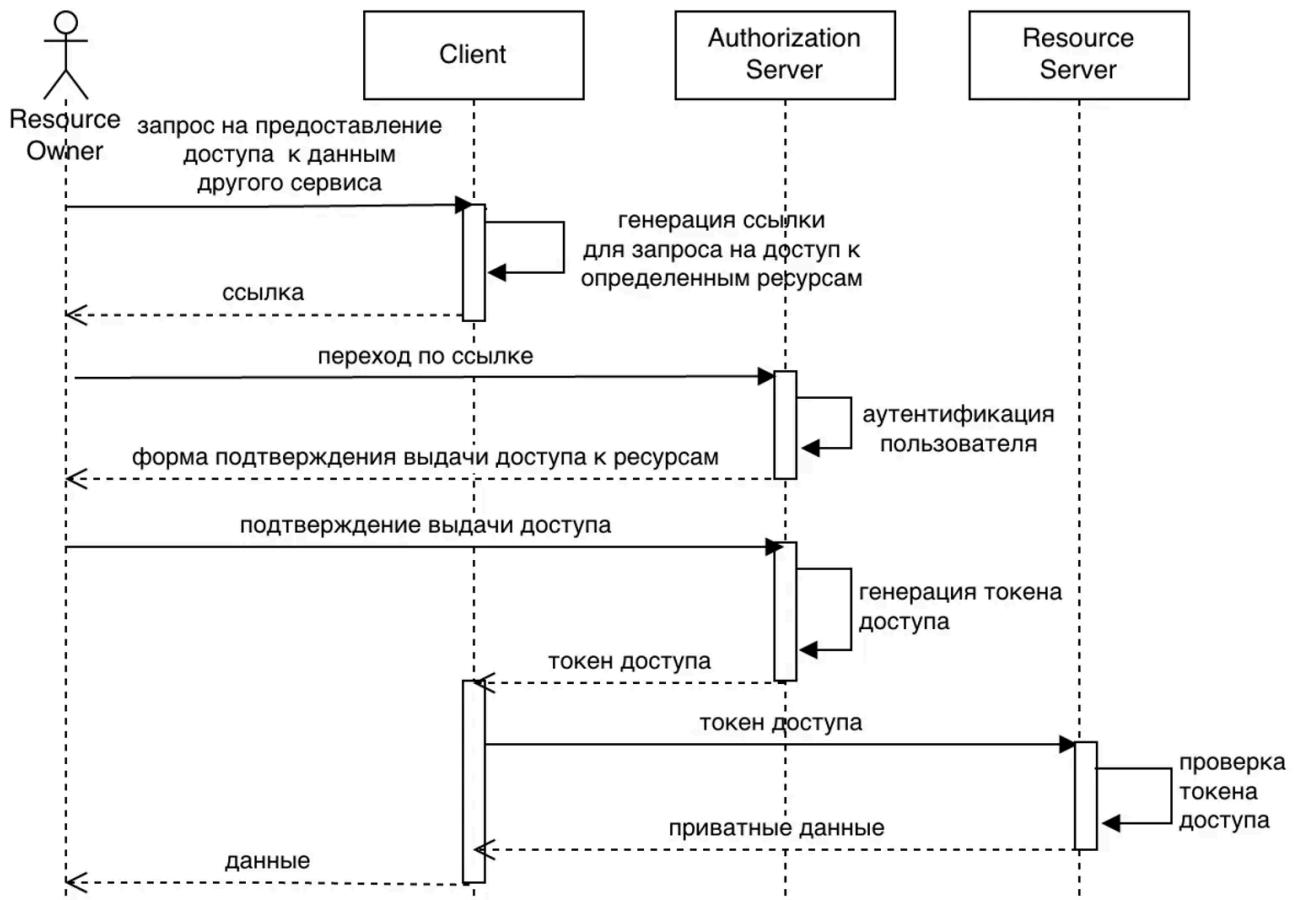 Client
Authorization
Server
Resource
Server
Resource
Owner
запрос на предоставление
доступа к данным
другого сервиса
генерация ссылки
для запроса на доступ к
определенным ресурсам
ссылка
переход по ссылке
аутентификация
пользователя
форма подтверждения выдачи доступа к ресурсам
подтверждение выдачи доступа
генерация токена
доступа
токен доступа
токен доступа
проверка
токена
доступа
приватные данные
данные